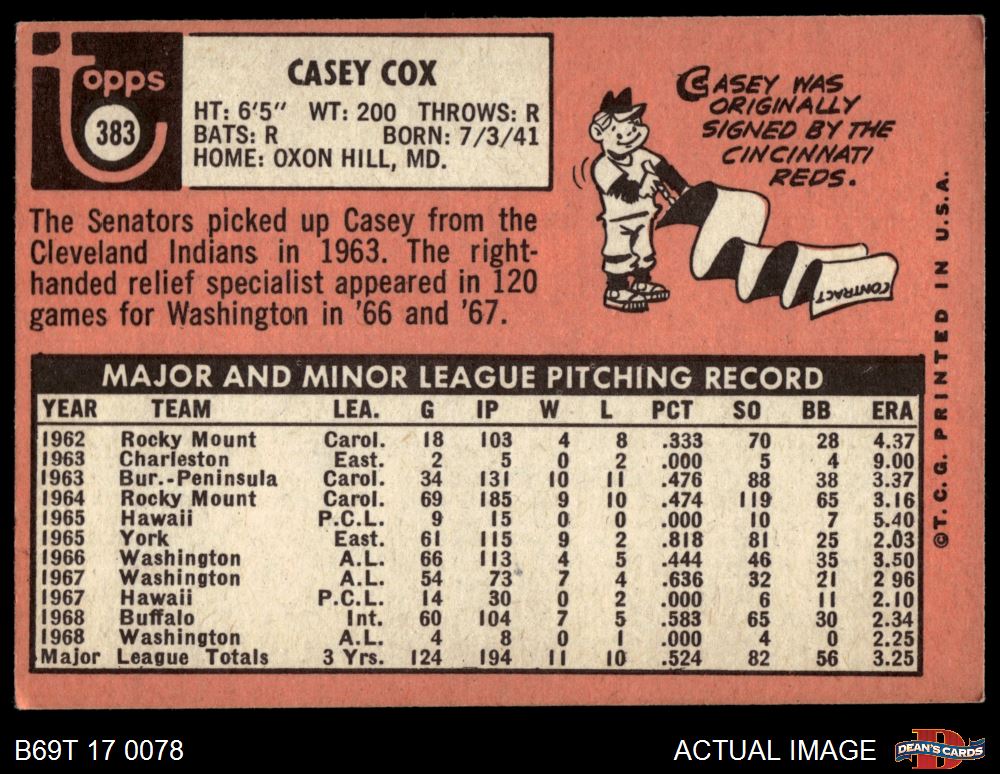 topps
383
CASEY COX
HT: 6'5" WT: 200 THROWS: R
BATS: R BORN: 7/3/41
HOME: OXON HILL, MD.
CASEY WAS
ORIGINALLY
SIGNED BY THE
CINCINNATI
REDS.
CONTRACT
The Senators picked up Casey from the
Cleveland Indians in 1963. The right-
handed relief specialist appeared in 120
games for Washington in '66 and '67.
MAJOR AND MINOR LEAGUE PITCHING RECORD
YEAR TEAM LEA. G IP W L PCT SO BB ERA
1962 Rocky Mount Carol. 18 103 4 8 .333 70 28 4.37
1963 Charleston East. 2 5 0 2 .000 5 4 9.00
1963 Bur.-Peninsula Carol. 34 131 10 11 .476 88 38 3.37
1964 Rocky Mount Carol. 69 185 9 10 .474 119 65 3.16
1965 Hawaii P.C.L. 9 15 0 0 .000 10 7 5.40
1965 York East. 61 115 9 2 .818 81 25 2.03
1966 Washington A.L. 66 113 4 5 .444 46 35 3.50
1967 Washington A.L. 54 73 7 4 .636 32 21 2 96
1967 Hawaii P.C.L. 14 30 0 2 .000 6 11 2.10
1968 Buffalo Int. 60 104 7 5 .583 65 30 2.34
1968 Washington A.L. 4 8 0 1 .000 4 0 2.25
Major League Totals 3 Yrs. 124 194 11 10 .524 82 56 3.25
© T. C. G. PRINTED IN U.S.A.
B69T 17 0078
ACTUAL IMAGE
D
DEAN'S CARDS